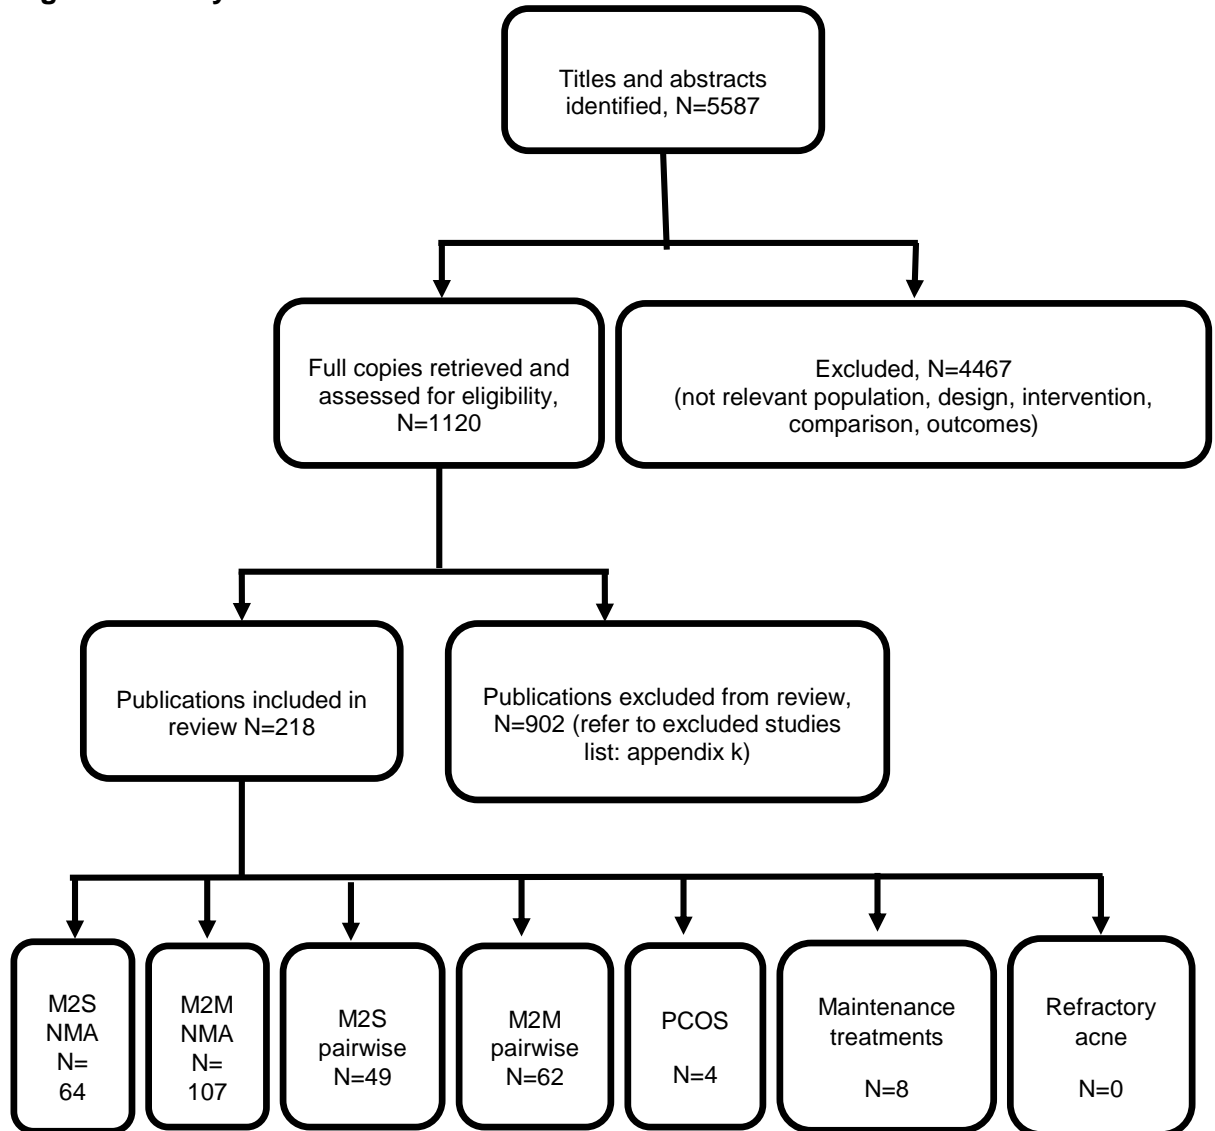 Titles and abstracts
identified, N=5587
Full copies retrieved and
assessed for eligibility,
N=1120
Excluded, N=4467
(not relevant population, design, intervention,
comparison, outcomes)
Publications included in
review N=218
Publications excluded from review,
N=902 (refer to excluded studies
list: appendix k)
M2S
NMA
N=
64
M2M
NMA
N=
107
M2S
pairwise
N=49
M2M
pairwise
N=62
PCOS
N=4
Maintenance
treatments
N=8
Refractory
acne
N=0